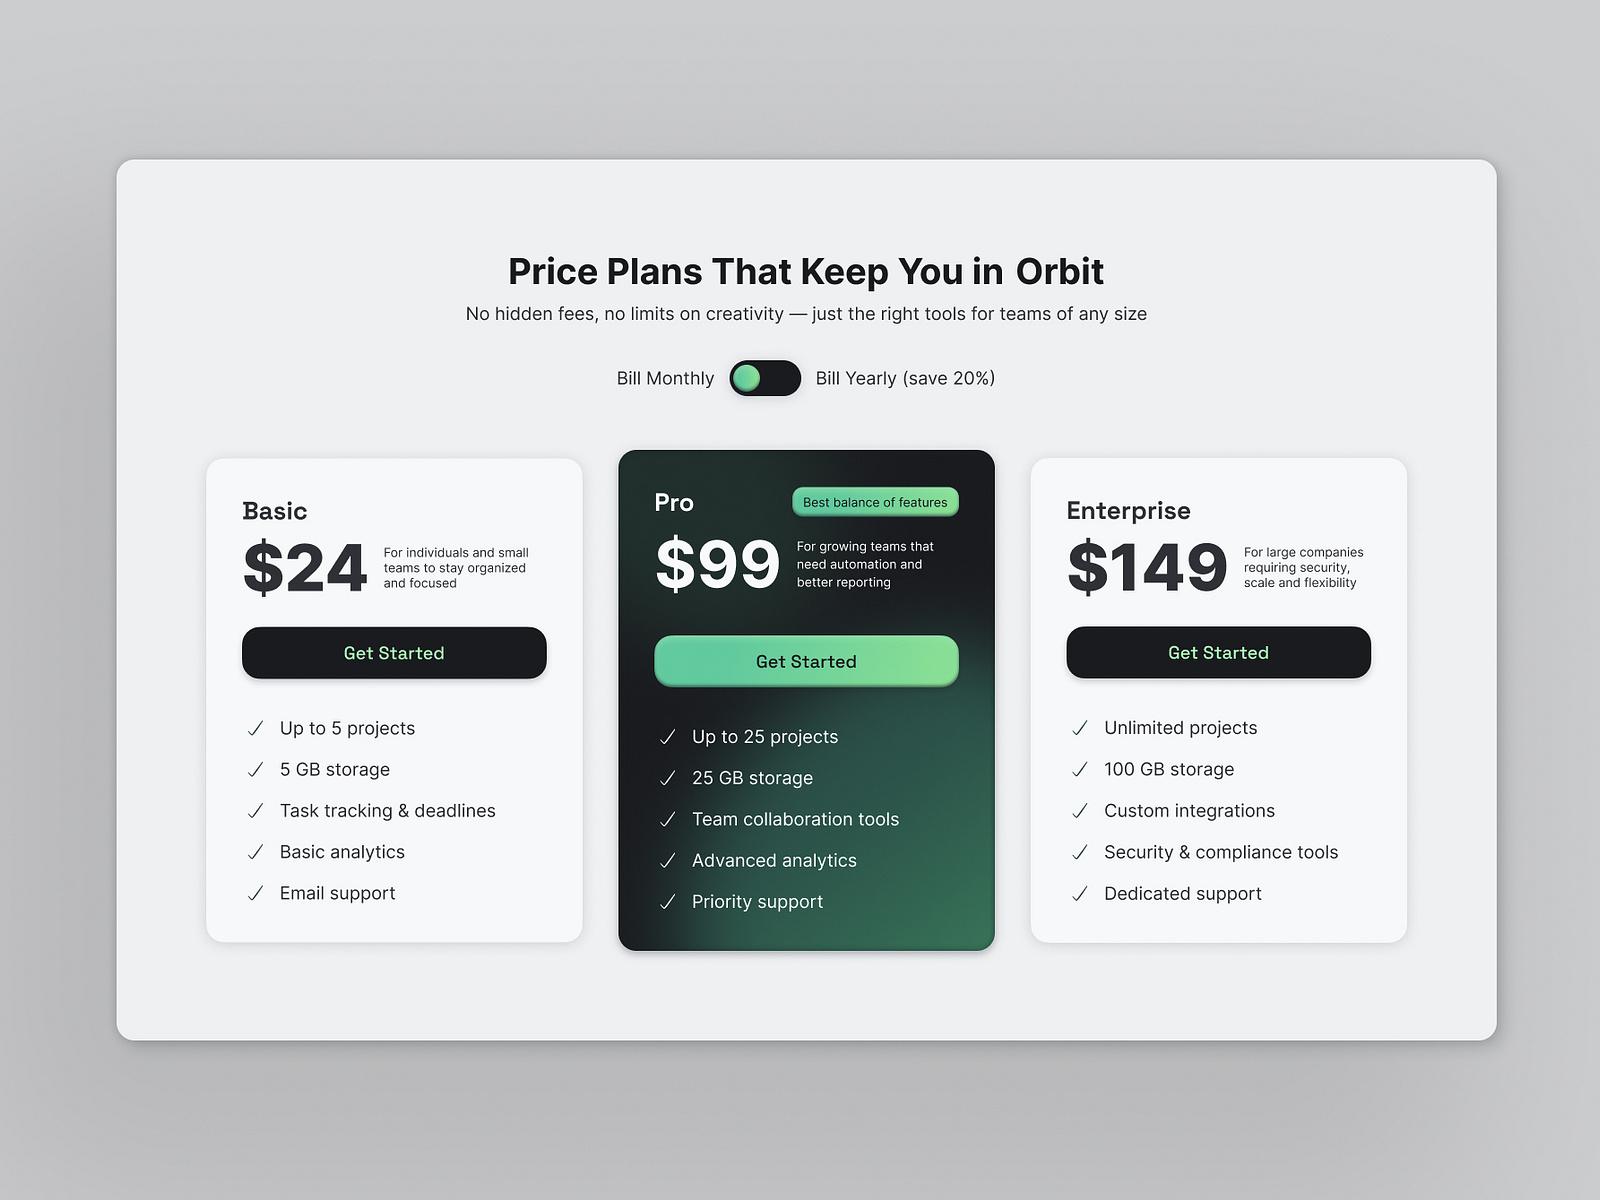 Price Plans That Keep You in Orbit
No hidden fees, no limits on creativity — just the right tools for teams of any size
Bill Monthly
Bill Yearly (save 20%)
Basic
$24
For individuals and small
teams to stay organized
and focused
Get Started
Up to 5 projects
5 GB storage
Task tracking & deadlines
Basic analytics
Email support
Pro
Best balance of features
$99
For growing teams that
need automation and
better reporting
Get Started
Up to 25 projects
25 GB storage
Team collaboration tools
Advanced analytics
Priority support
Enterprise
$149
For large companies
requiring security,
scale and flexibility
Get Started
Unlimited projects
100 GB storage
Custom integrations
Security & compliance tools
Dedicated support